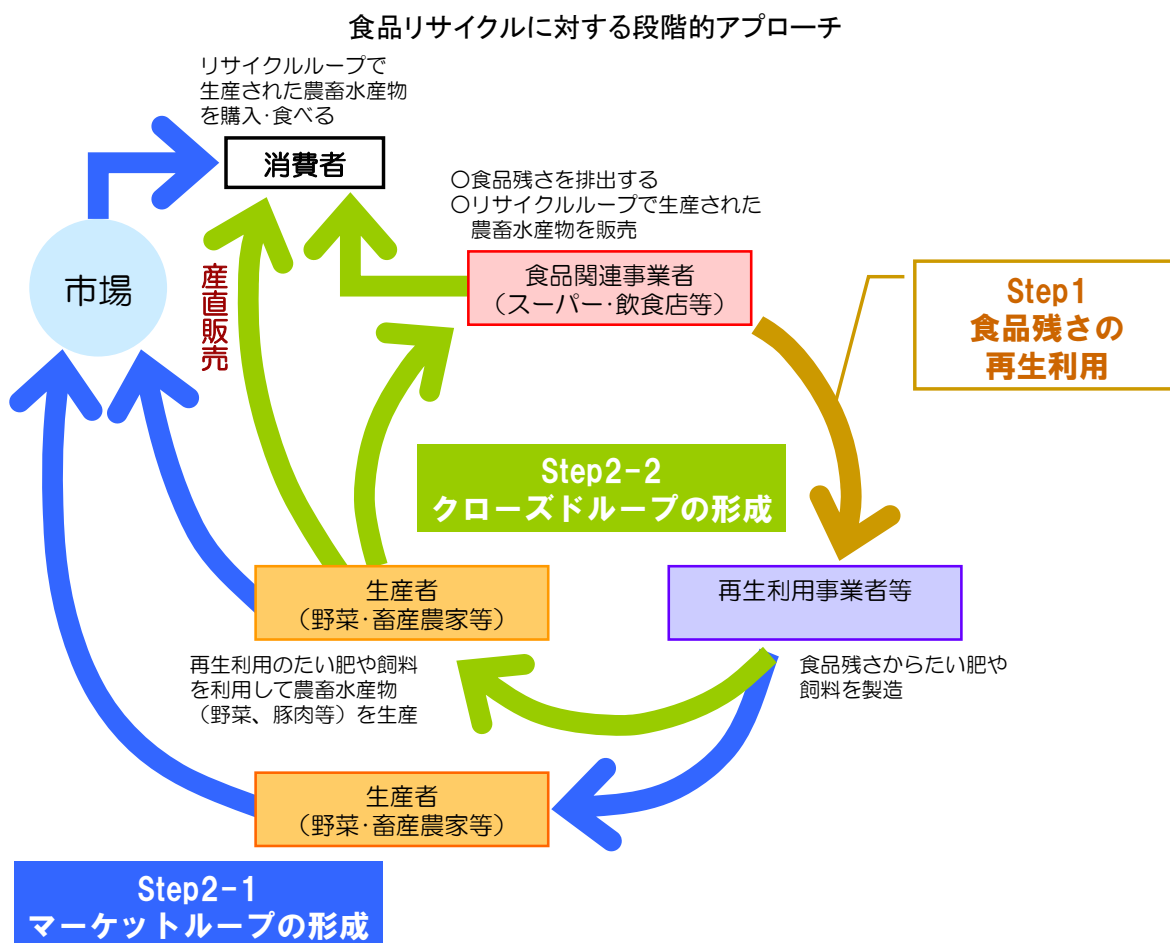 食品リサイクルに対する段階的アプローチ
リサイクルループで
生産された農畜水産物
を購入･食べる
消費者
○食品残さを排出する
○リサイクルループで生産された
農畜水産物を販売
市場
産直販売
食品関連事業者
（スーパー･飲食店等）
Step1
食品残さの
再生利用
Step2-2
クローズドループの形成
生産者
（野菜･畜産農家等）
再生利用事業者等
再生利用のたい肥や飼料
を利用して農畜水産物
（野菜、豚肉等）を生産
食品残さからたい肥や
飼料を製造
生産者
（野菜･畜産農家等）
Step2-1
マーケットループの形成